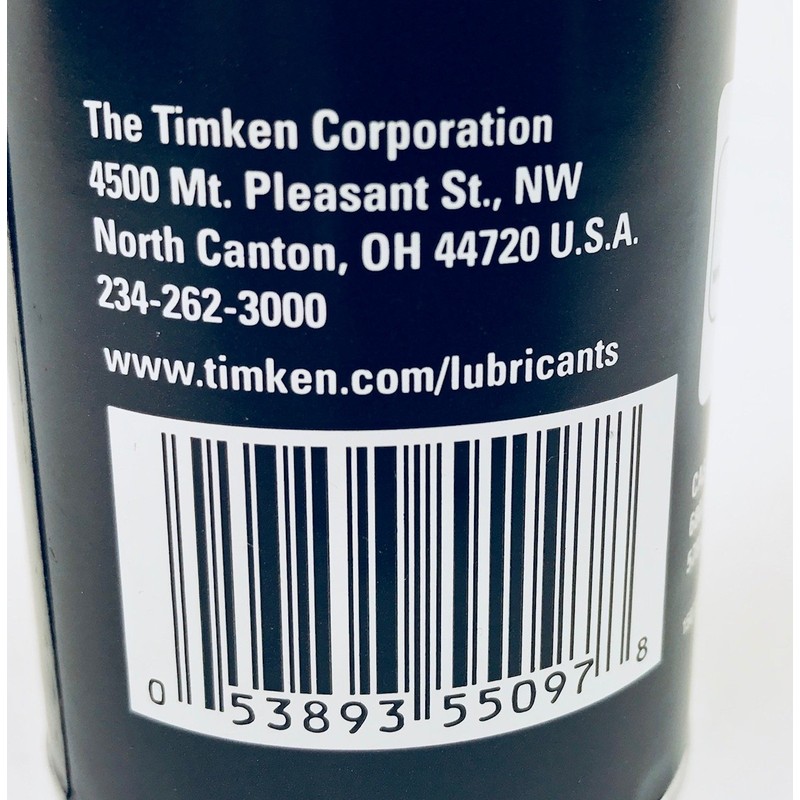 The Timken Corporation
4500 Mt. Pleasant St., NW
North Canton, OH 44720 U.S.A.
234-262-3000
www.timken.com/lubricants
0 53893 55097 8